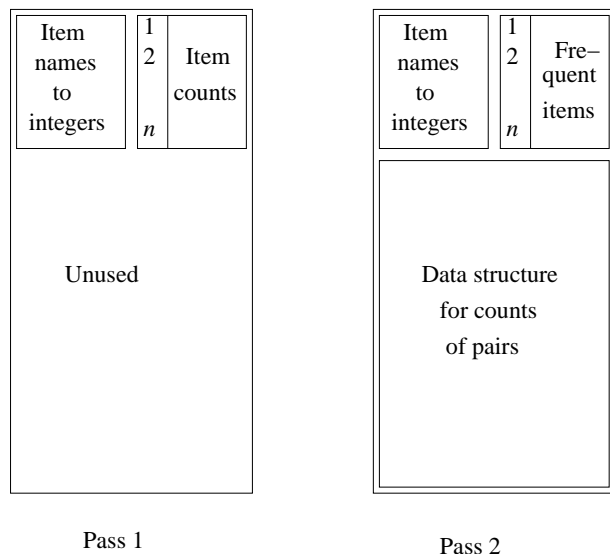 Item
names
to
integers
1
2
n
Item
counts
Unused
Pass 1
Item
names
to
integers
1
2
n
Fre–
quent
items
Data structure
for counts
of pairs
Pass 2